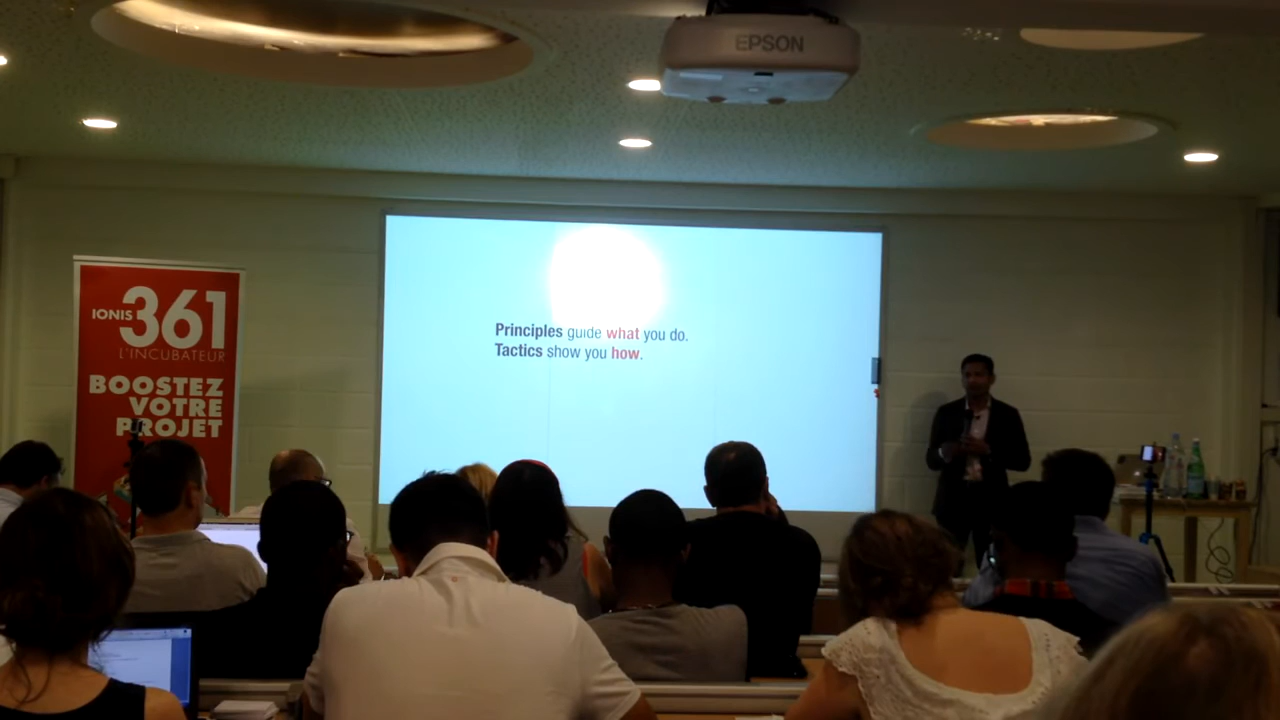 EPSON
IONIS 361
L'INCUBATEUR
BOOSTEZ
VOTRE
PROJET
Principles guide what you do.
Tactics show you how.